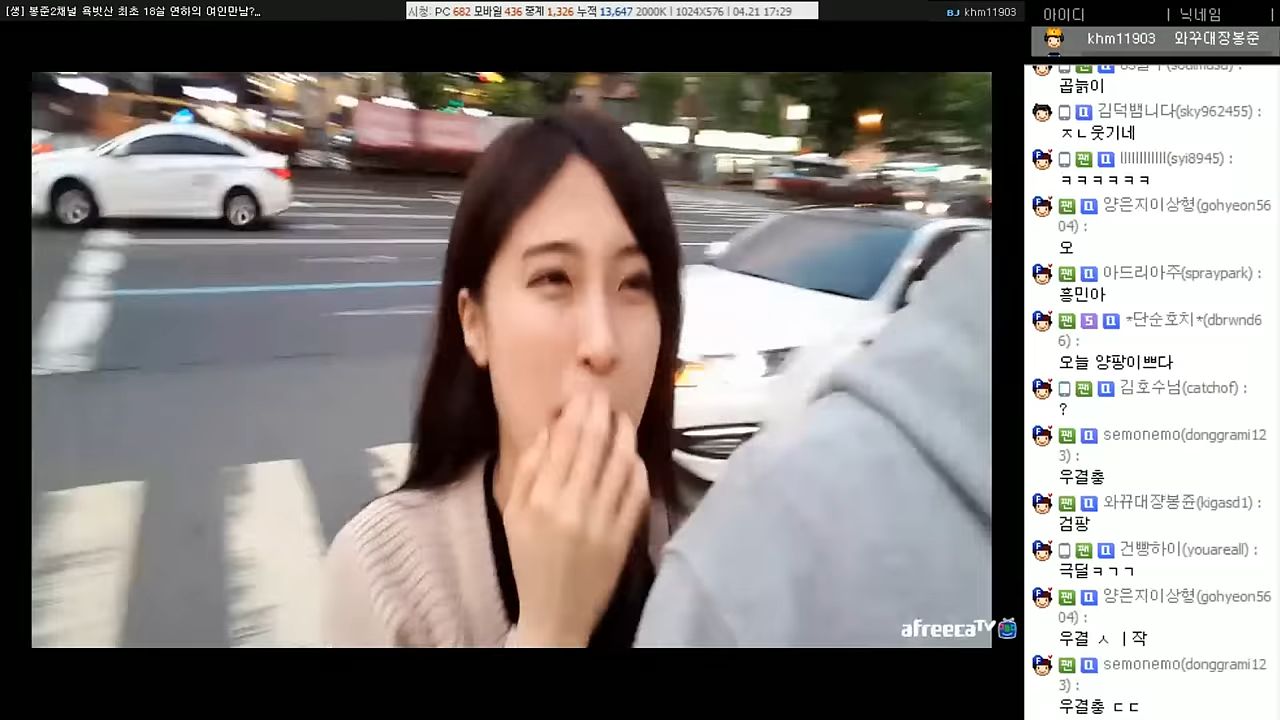 [생] 봉준2채널 욕밧산 최초 18살 연하의 여인만남?...
시청: PC 682 모바일 436 중계 1,326 누적 13,647 2000K | 1024X576 | 04.21 17:29
BJ khm11903
아이디 | 닉네임 |
khm11903 와꾸대장봉준
곱늙이
김덕뱀니다(sky962455) :
ㅈㄴ웃기네
llllllllllll(syi8945) :
ㅋㅋㅋㅋㅋㅋ
양은지이상형(gohyeon56
04) :
오
아드리아주(spraypark) :
흥민아
*단순호치*(dbrwnd6
6) :
오늘 양팡이쁘다
김호수님(catchof) :
?
semonemo(donggrami12
3) :
우결충
와뀨대쟝봉쥰(kigasd1) :
검팡
건빵하이(youareall) :
극덜ㅋㄱㄱ
양은지이상형(gohyeon56
04) :
우결 ㅅ ㅣ작
semonemo(donggrami12
3) :
우결충 ㄷㄷ
afreecaTV